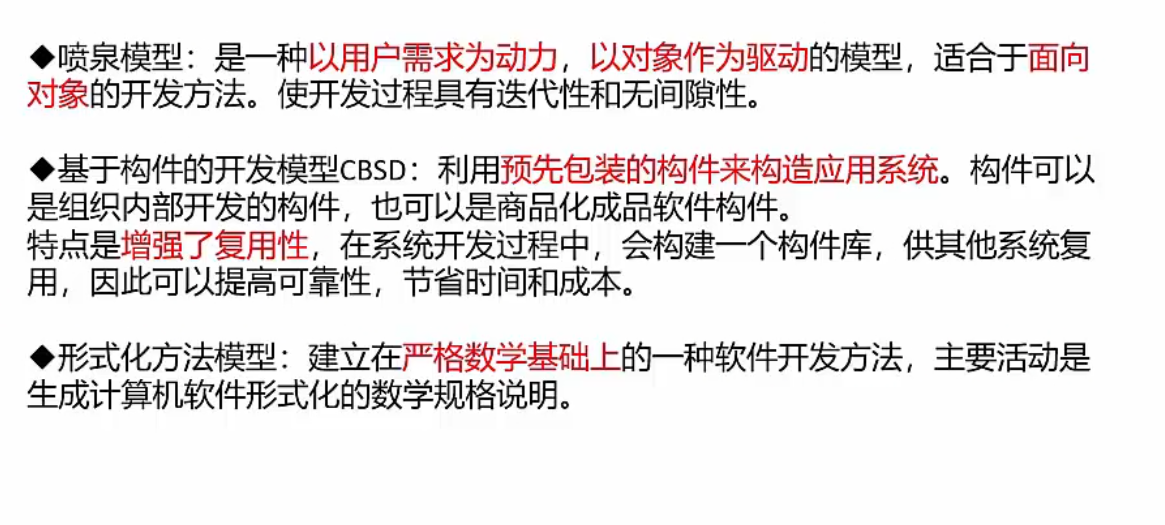 ◆喷泉模型：是一种以用户需求为动力，以对象作为驱动的模型，适合于面向
对象的开发方法。使开发过程具有迭代性和无间隙性。
◆基于构件的开发模型CBSD：利用预先包装的构件来构造应用系统。构件可以
是组织内部开发的构件，也可以是商品化成品软件构件。
特点是增强了复用性，在系统开发过程中，会构建一个构件库，供其他系统复
用，因此可以提高可靠性，节省时间和成本。
◆形式化方法模型：建立在严格数学基础上的一种软件开发方法，主要活动是
生成计算机软件形式化的数学规格说明。